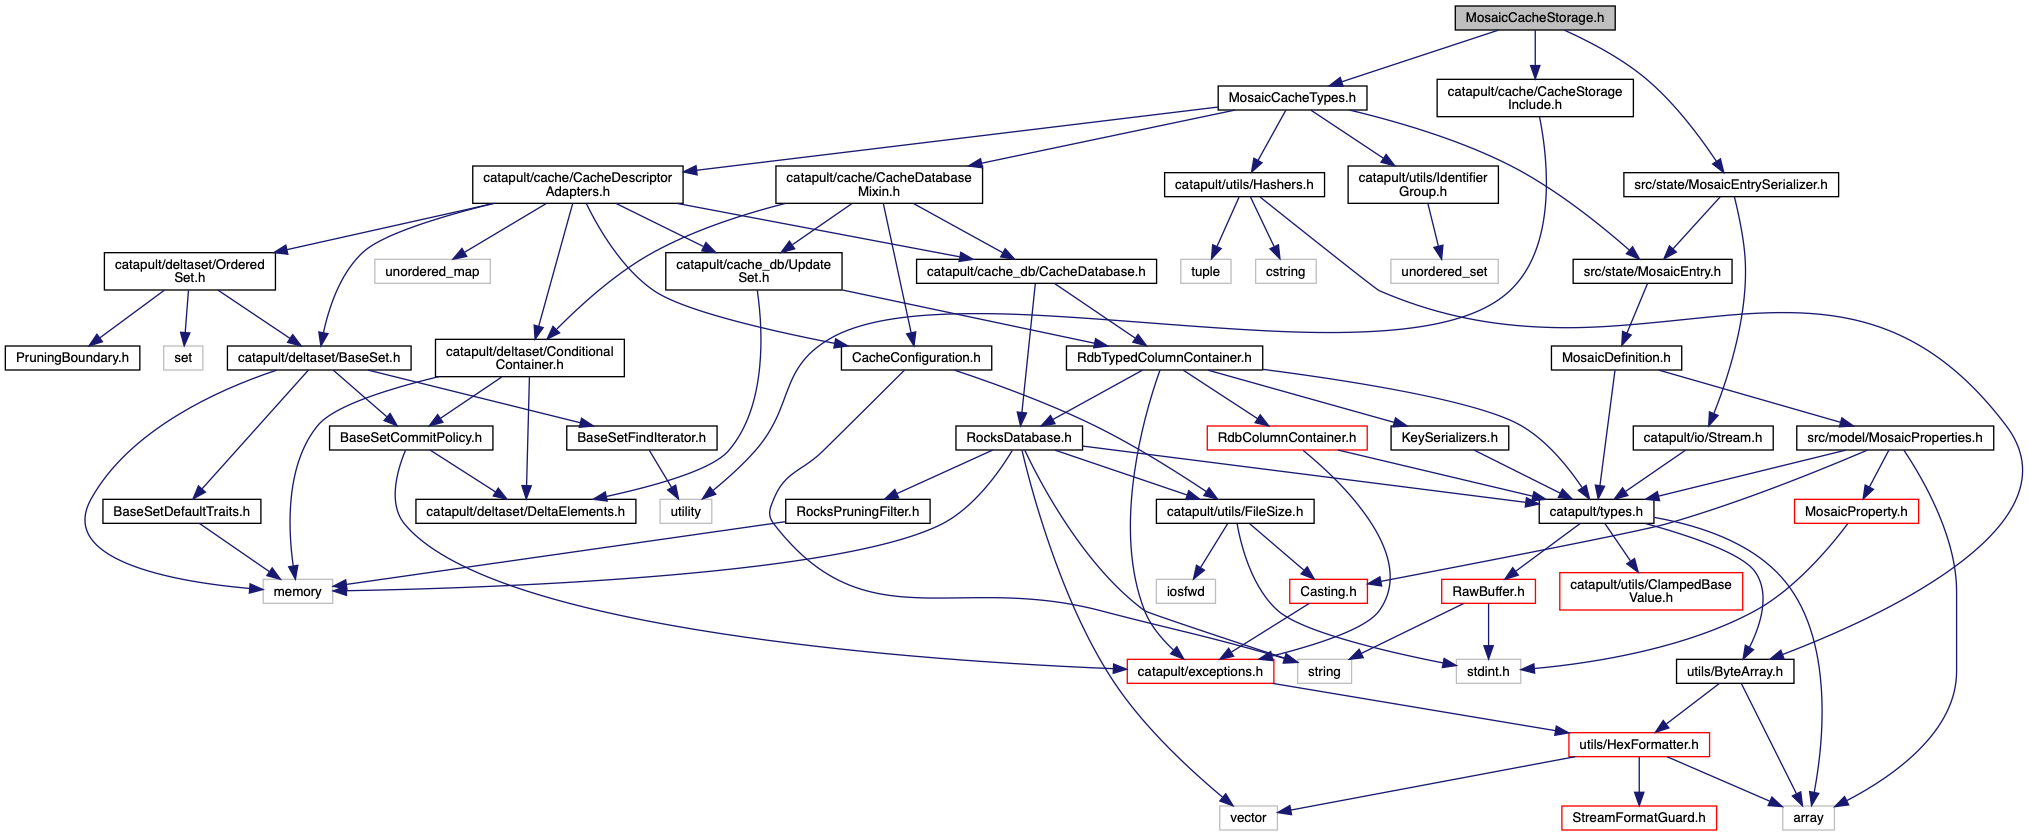 MosaicCacheStorage.h
MosaicCacheTypes.h
catapult/cache/CacheStorage
Include.h
catapult/cache/CacheDescriptor
Adapters.h
catapult/cache/CacheDatabase
Mixin.h
catapult/utils/Hashers.h
catapult/utils/Identifier
Group.h
src/state/MosaicEntrySerializer.h
catapult/deltaset/Ordered
Set.h
unordered_map
catapult/cache_db/Update
Set.h
catapult/cache_db/CacheDatabase.h
tuple
cstring
unordered_set
src/state/MosaicEntry.h
PruningBoundary.h
set
catapult/deltaset/BaseSet.h
catapult/deltaset/Conditional
Container.h
CacheConfiguration.h
RdbTypedColumnContainer.h
MosaicDefinition.h
BaseSetCommitPolicy.h
BaseSetFindIterator.h
RocksDatabase.h
RdbColumnContainer.h
KeySerializers.h
catapult/io/Stream.h
src/model/MosaicProperties.h
BaseSetDefaultTraits.h
catapult/deltaset/DeltaElements.h
utility
RocksPruningFilter.h
catapult/utils/FileSize.h
catapult/types.h
MosaicProperty.h
memory
iosfwd
Casting.h
RawBuffer.h
catapult/utils/ClampedBase
Value.h
catapult/exceptions.h
string
stdint.h
utils/ByteArray.h
utils/HexFormatter.h
vector
StreamFormatGuard.h
array